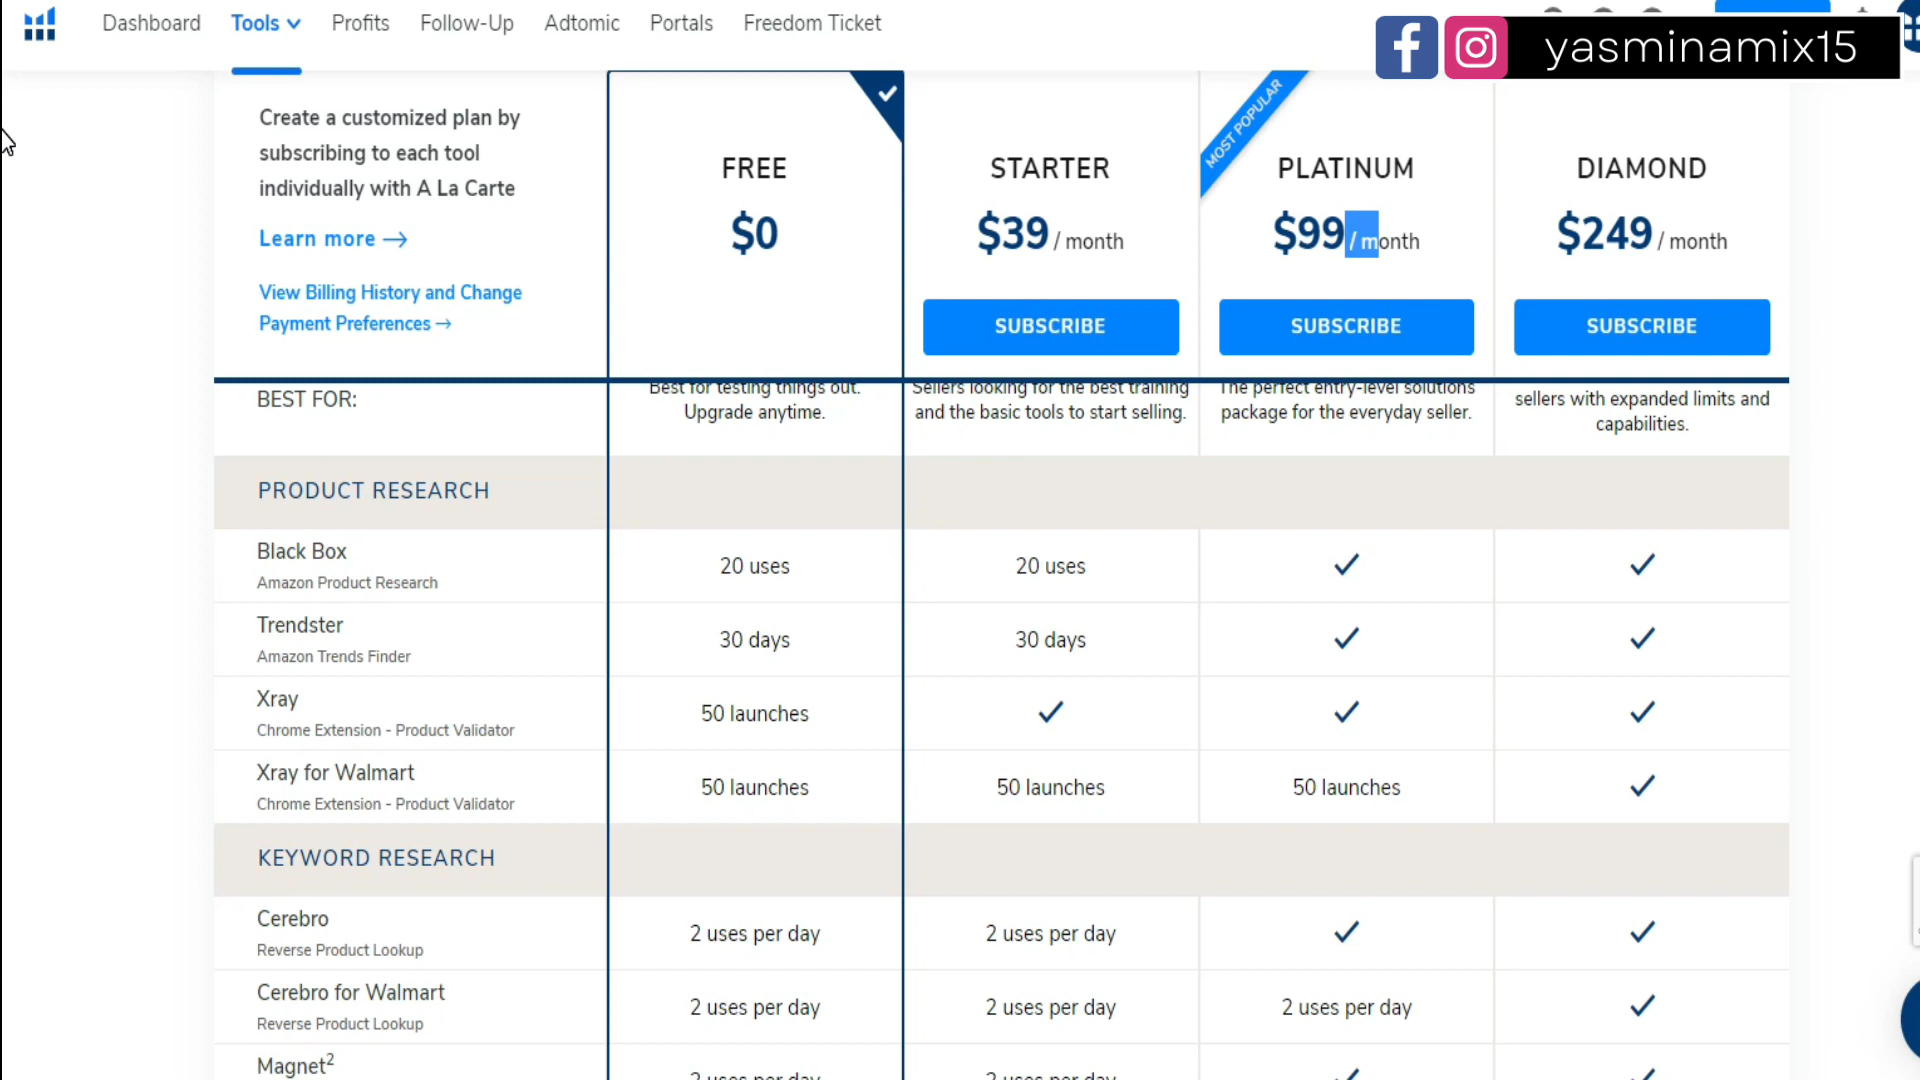 Dashboard Tools Profits Follow-Up Adtomic Portals Freedom Ticket
yasminamix15
Create a customized plan by
subscribing to each tool
individually with A La Carte
Learn more →
View Billing History and Change
Payment Preferences →
FREE
$0
STARTER
$39 / month
SUBSCRIBE
MOST POPULAR
PLATINUM
$99 / month
SUBSCRIBE
DIAMOND
$249 / month
SUBSCRIBE
BEST FOR:
Best for testing things out.
Upgrade anytime.
Sellers looking for the best training
and the basic tools to start selling.
The perfect entry-level solutions
package for the everyday seller.
sellers with expanded limits and
capabilities.
PRODUCT RESEARCH
Black Box
Amazon Product Research
20 uses 20 uses
Trendster
Amazon Trends Finder
30 days 30 days
Xray
Chrome Extension - Product Validator
50 launches
Xray for Walmart
Chrome Extension - Product Validator
50 launches 50 launches 50 launches
KEYWORD RESEARCH
Cerebro
Reverse Product Lookup
2 uses per day 2 uses per day
Cerebro for Walmart
Reverse Product Lookup
2 uses per day 2 uses per day 2 uses per day
Magnet²
2 uses per day 2 uses per day